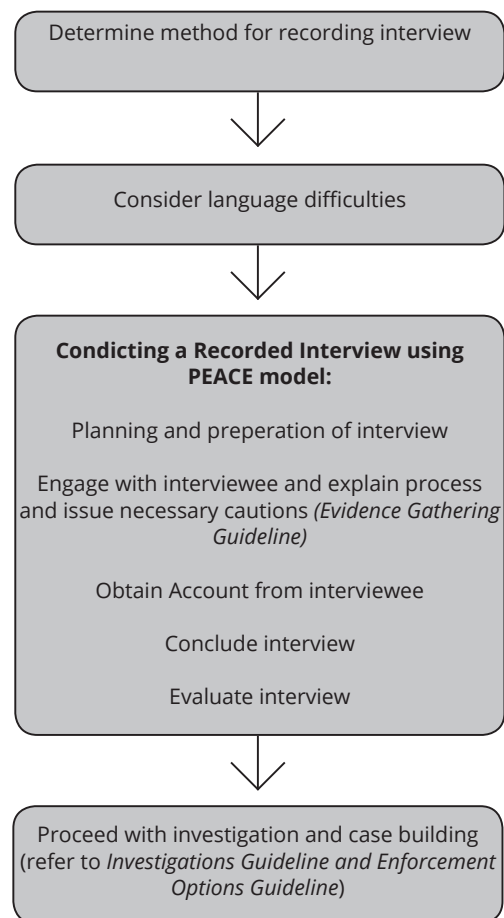 Determine method for recording interview
Consider language difficulties
Condicting a Recorded Interview using
PEACE model:
Planning and preperation of interview
Engage with interviewee and explain process
and issue necessary cautions (Evidence Gathering
Guideline)
Obtain Account from interviewee
Conclude interview
Evaluate interview
Proceed with investigation and case building
(refer to Investigations Guideline and Enforcement
Options Guideline)